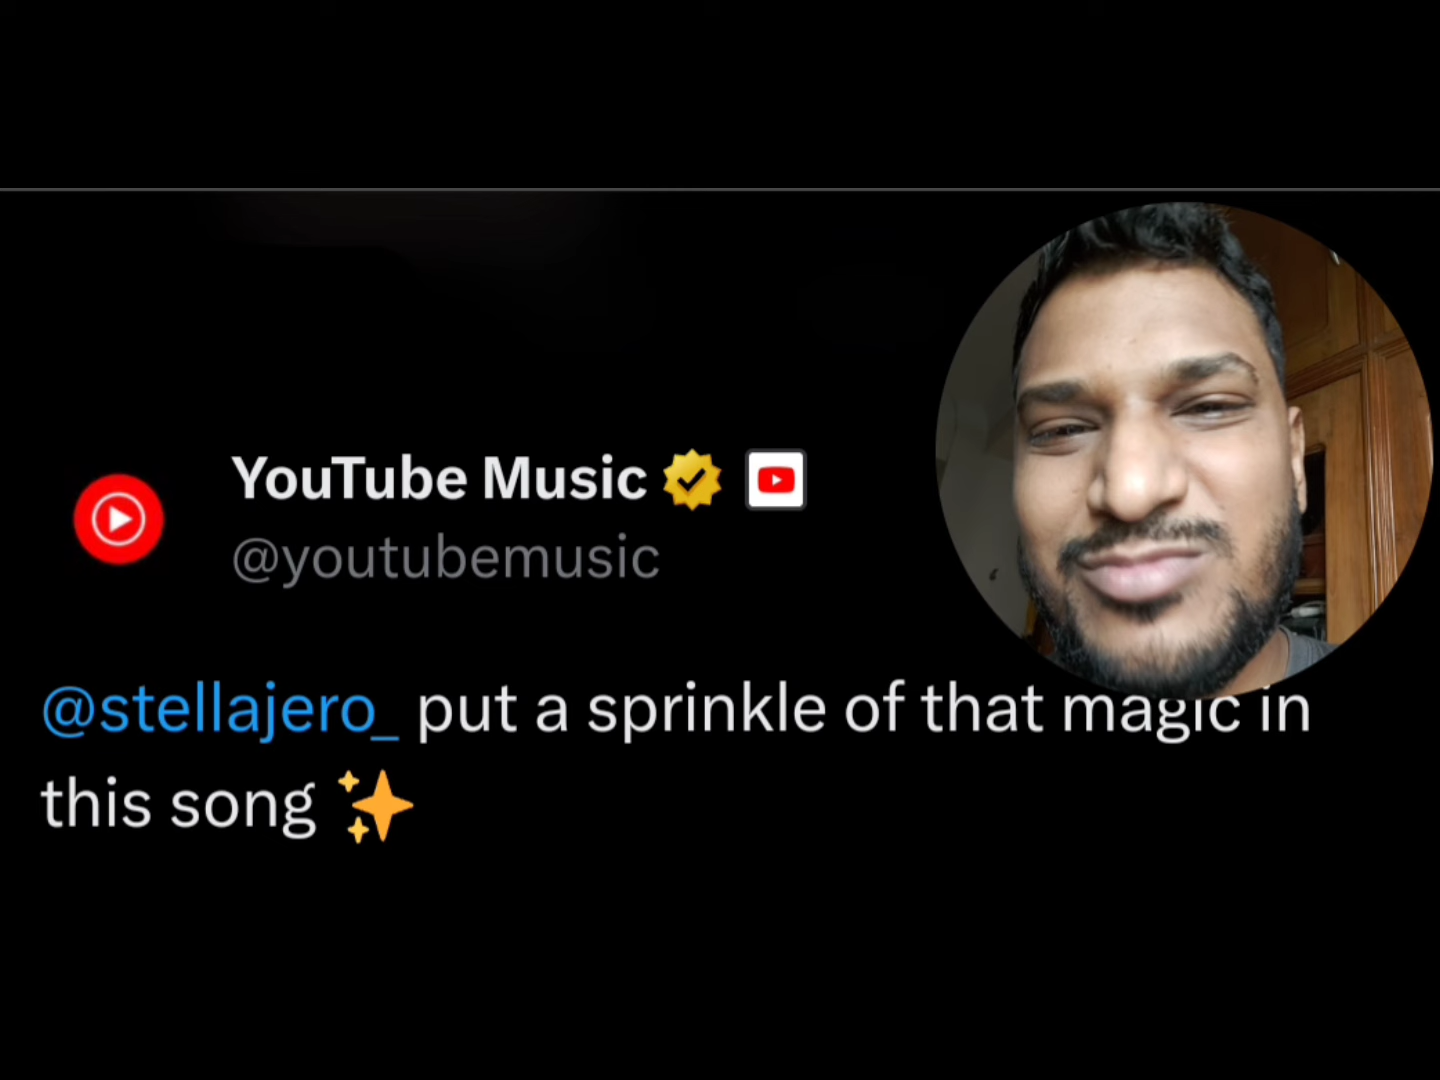 YouTube Music
@youtubemusic
@stellajero_ put a sprinkle of that magic in
this song ✨